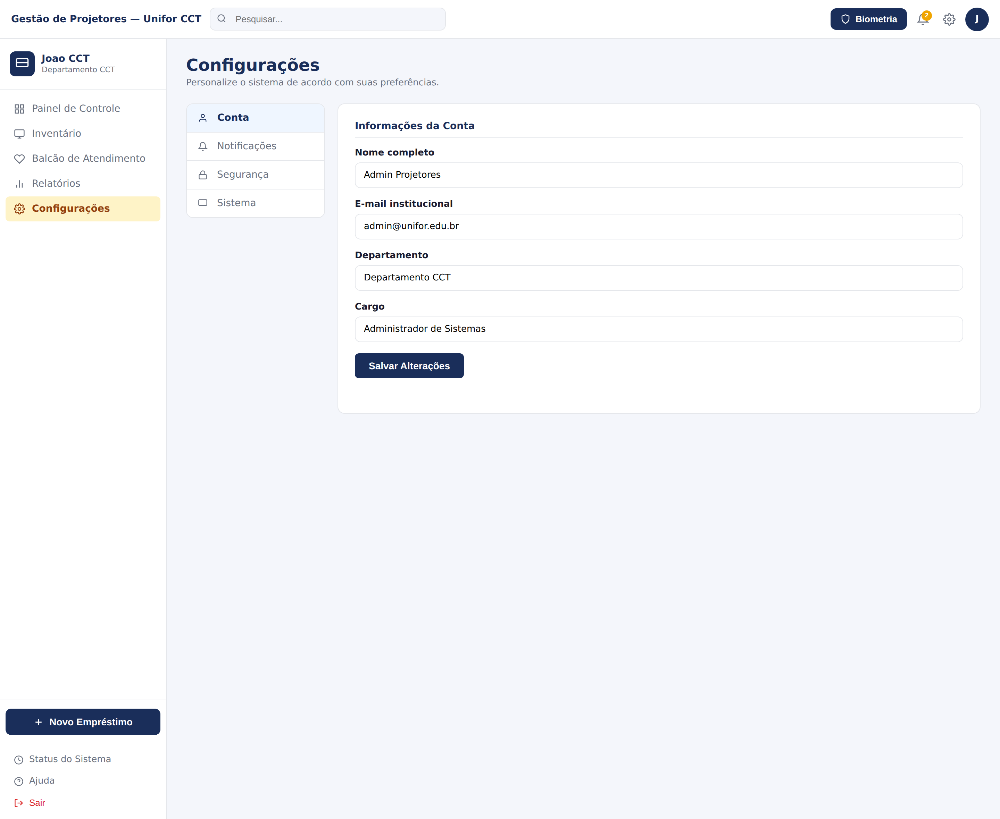 Gestão de Projetores — Unifor CCT
Pesquisar...
Biometria
2
J
Joao CCT
Departamento CCT
Painel de Controle
Inventário
Balcão de Atendimento
Relatórios
Configurações
Novo Empréstimo
Status do Sistema
Ajuda
Sair
Configurações
Personalize o sistema de acordo com suas preferências.
Conta
Notificações
Segurança
Sistema
Informações da Conta
Nome completo
Admin Projetores
E-mail institucional
admin@unifor.edu.br
Departamento
Departamento CCT
Cargo
Administrador de Sistemas
Salvar Alterações